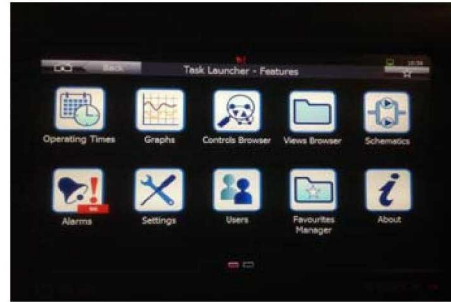 Back
Task Launcher - Features
Operating Times
Graphs
Controls Browser
Views Browser
Schematics
Alarms
Settings
Users
Favourites
Manager
About